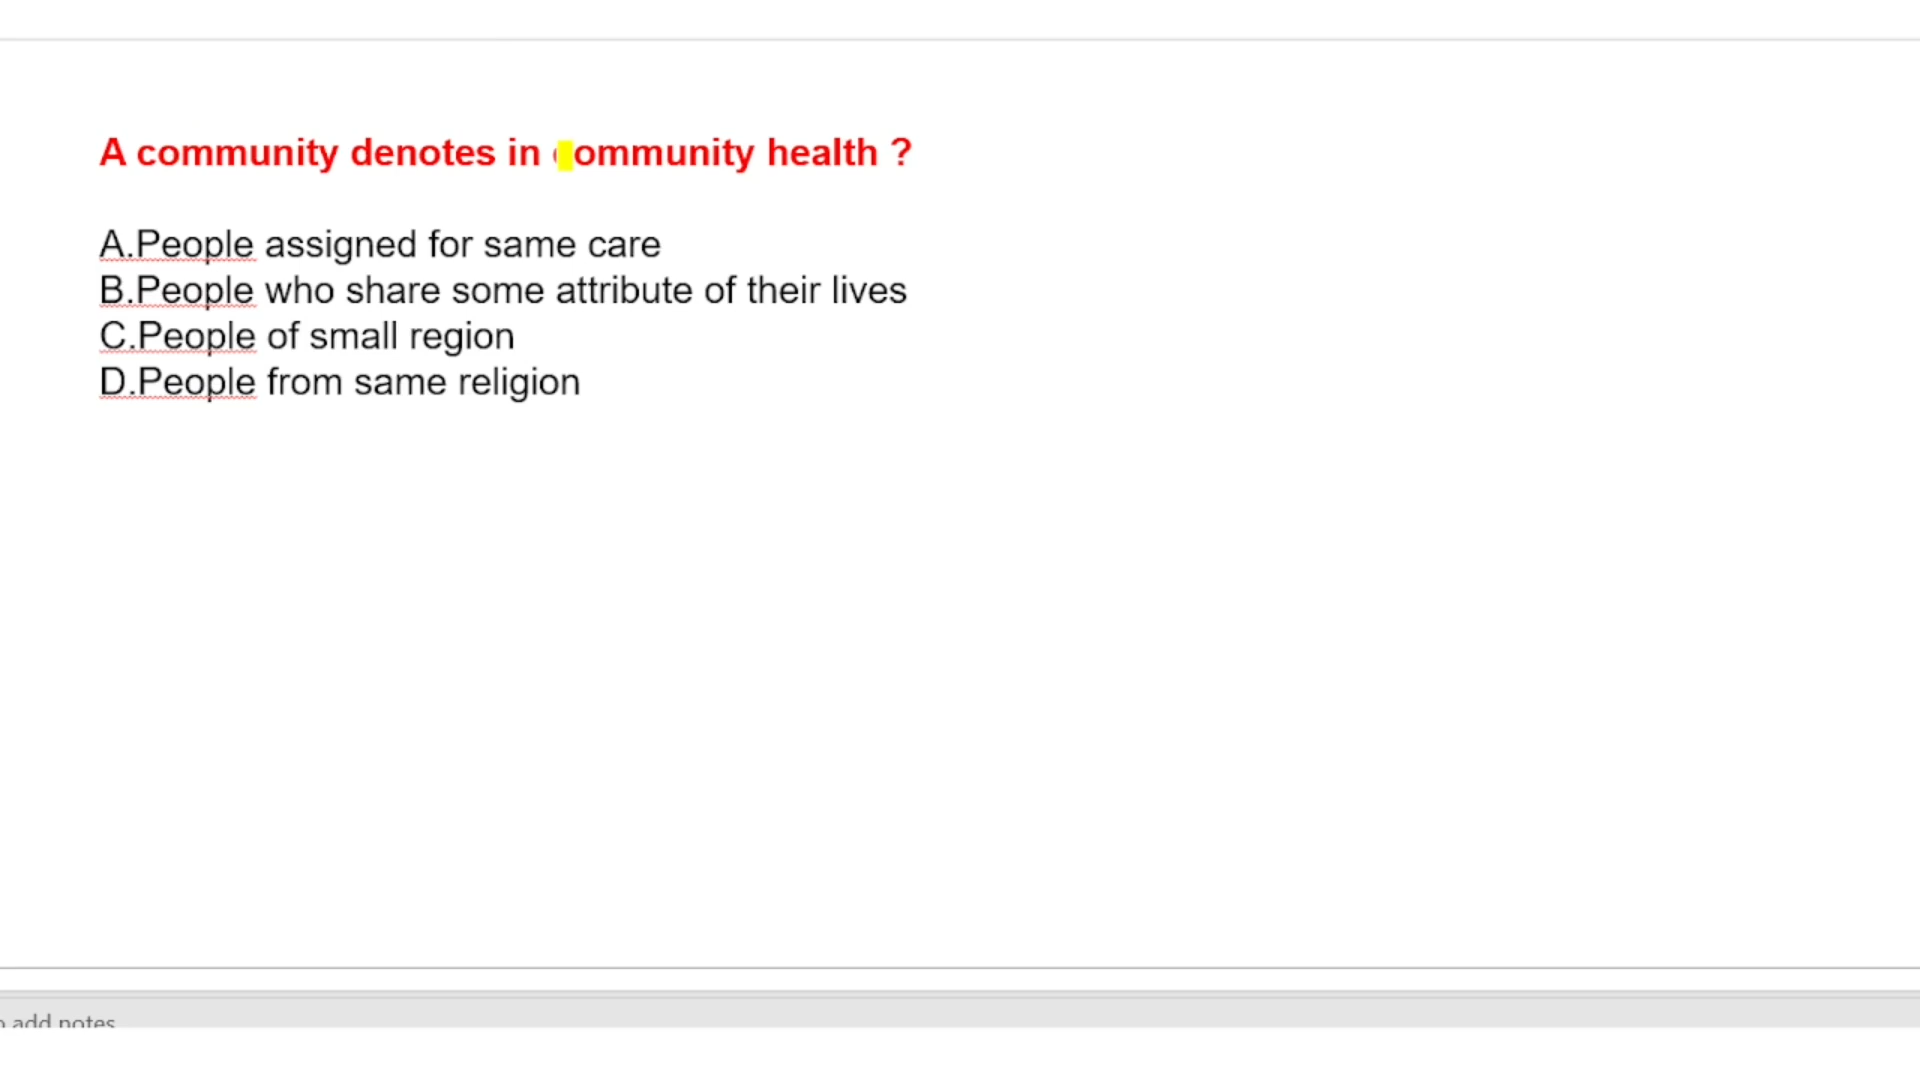 A community denotes in community health ?
A.People assigned for same care
B.People who share some attribute of their lives
C.People of small region
D.People from same religion
add notes